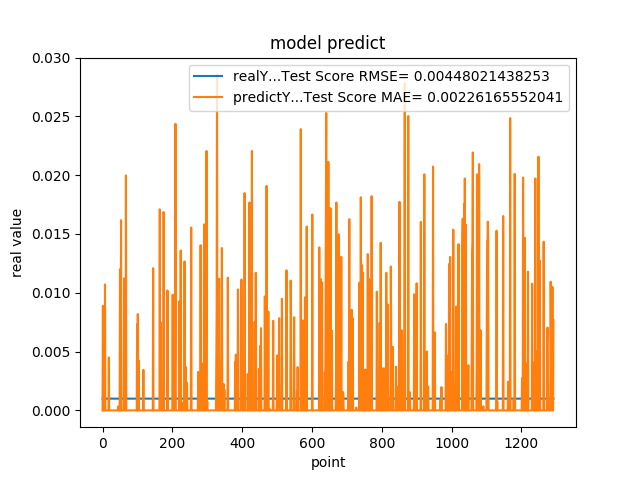 model predict
realY...Test Score RMSE= 0.00448021438253
predictY...Test Score MAE= 0.00226165552041
0.030
0.025
0.020
0.015
0.010
0.005
0.000
real value
0 200 400 600 800 1000 1200
point